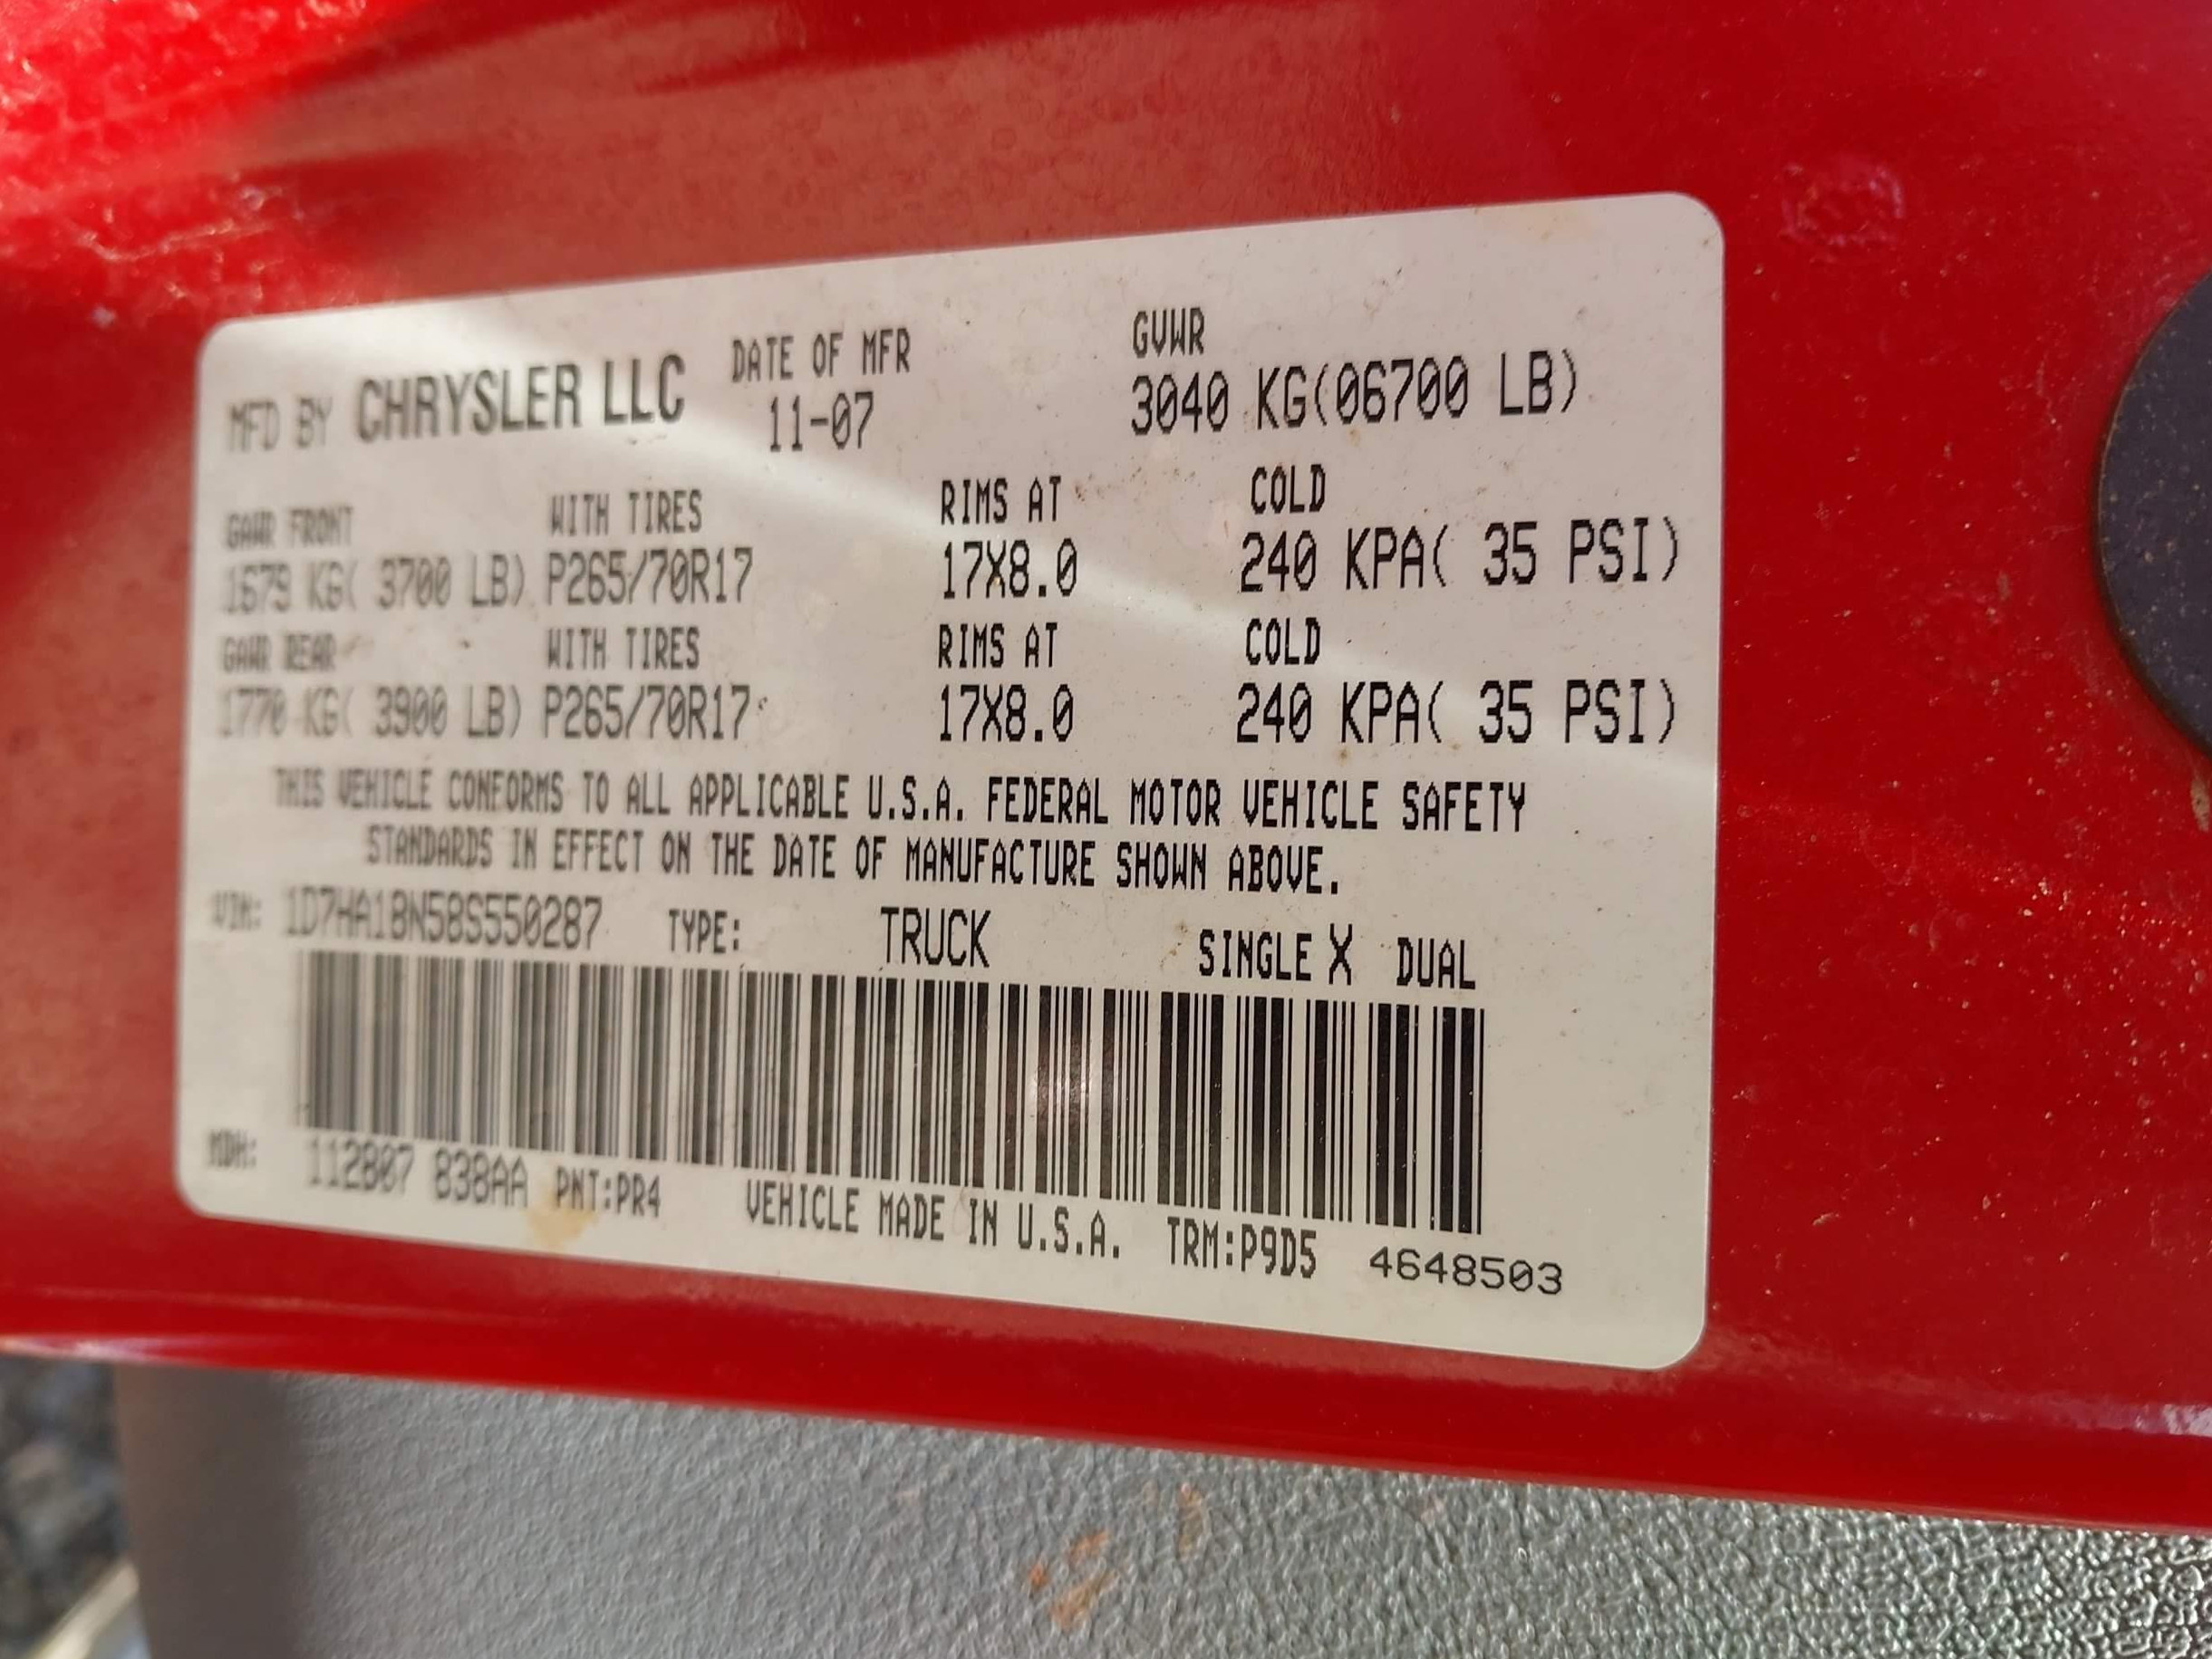 MFD BY CHRYSLER LLC DATE OF MFR 11-07 GVWR 3040 KG(06700 LB)
GAWR FRONT WITH TIRES RIMS AT COLD
1679 KG( 3700 LB) P265/70R17 17X8.0 240 KPA( 35 PSI)
GAWR REAR WITH TIRES RIMS AT COLD
1770 KG( 3900 LB) P265/70R17 17X8.0 240 KPA( 35 PSI)
THIS VEHICLE CONFORMS TO ALL APPLICABLE U.S.A. FEDERAL MOTOR VEHICLE SAFETY
STANDARDS IN EFFECT ON THE DATE OF MANUFACTURE SHOWN ABOVE.
VIN: 1D7HA18N58S550287 TYPE: TRUCK SINGLE X DUAL
MDH: 112807 838AA PNT:PR4 VEHICLE MADE IN U.S.A. TRM:P9D5 4648503